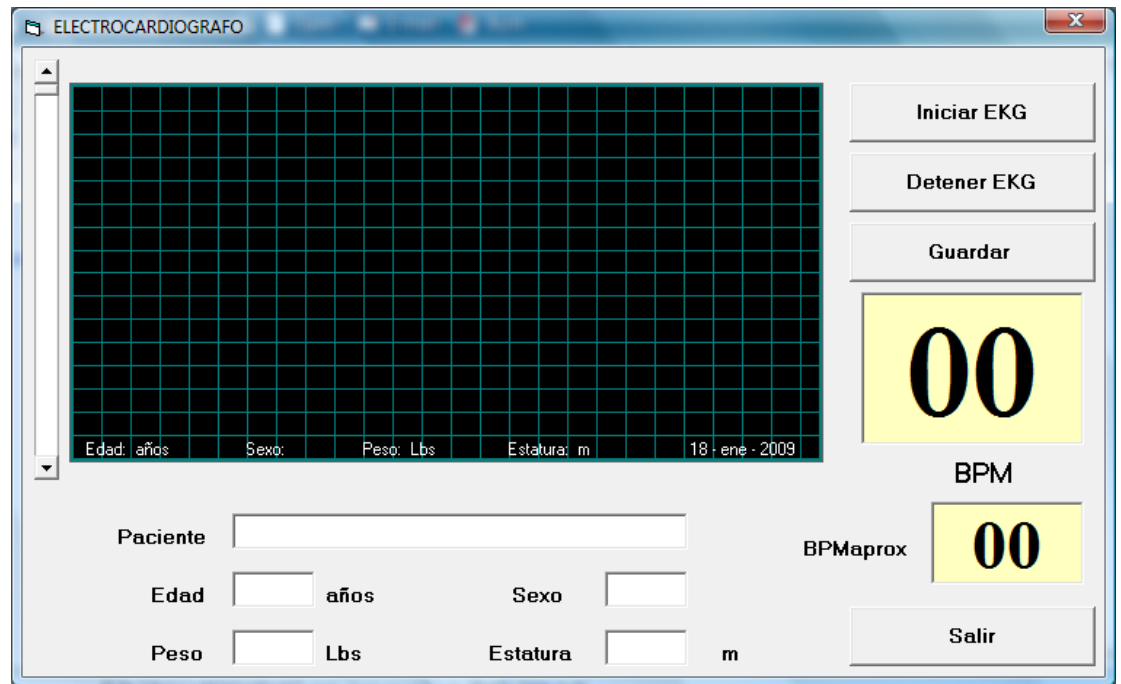 ELECTROCARDIOGRAFO
Iniciar EKG
Detener EKG
Guardar
00
BPM
Edad: años Sexo: Peso: Lbs Estatura: m 18 - ene - 2009
Paciente
BPMaprox 00
Edad años Sexo
Peso Lbs Estatura m
Salir